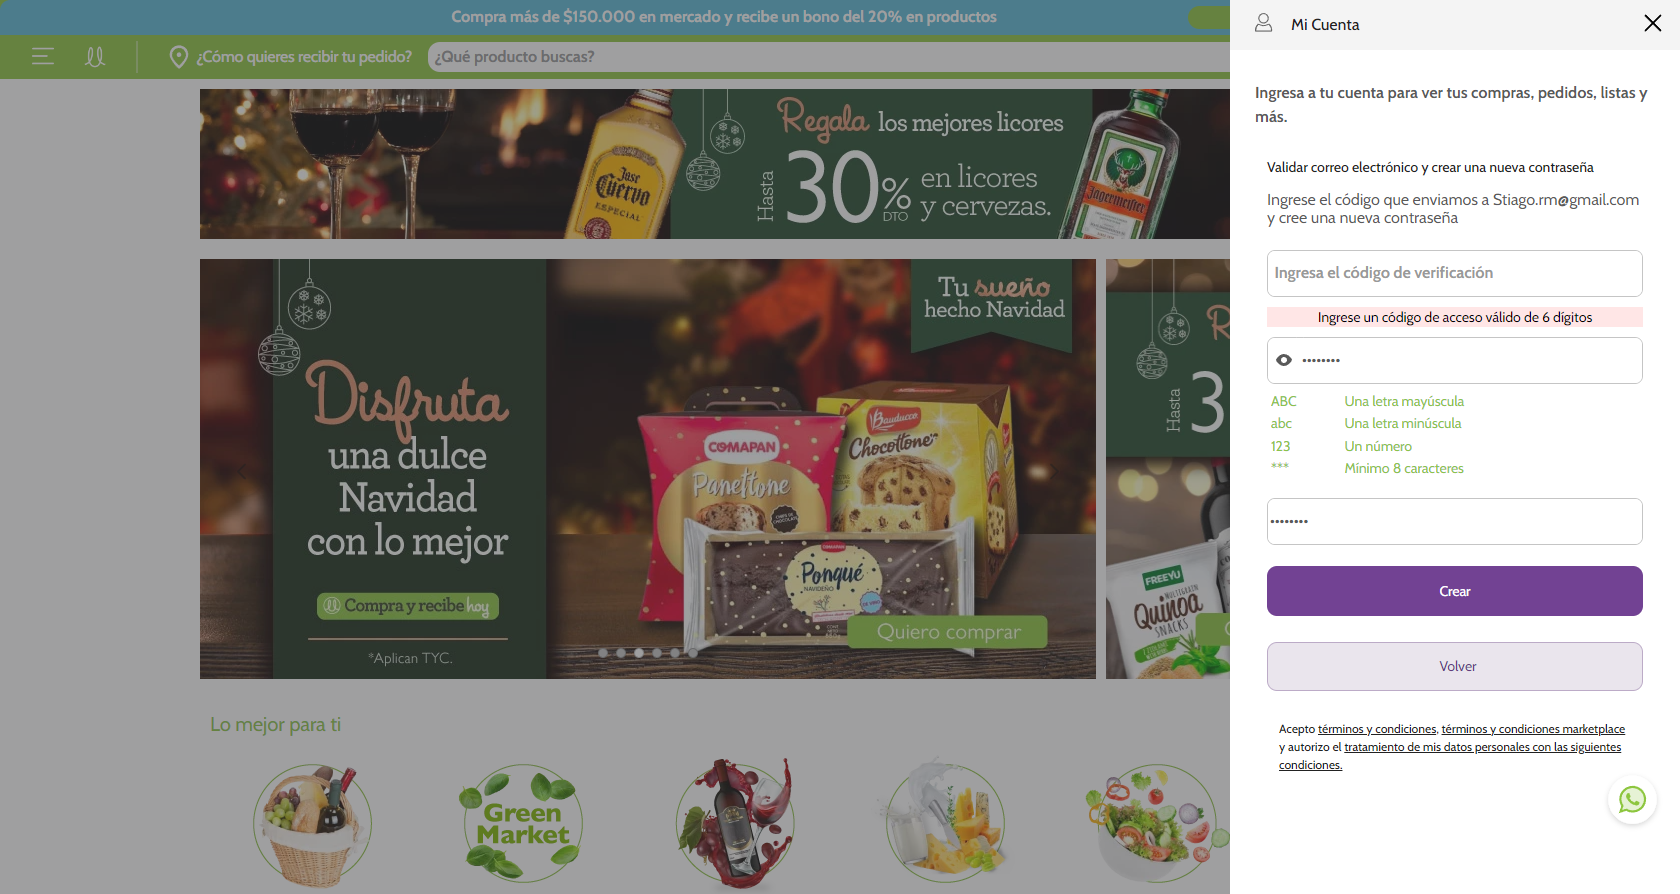 Compra más de $150.000 en mercado y recibe un bono del 20% en productos
¿Cómo quieres recibir tu pedido?
¿Qué producto buscas?
Jose
Cuervo
ESPECIAL
Regala los mejores licores
Hasta
30%
DTO
en licores
y cervezas.
Jägermeister
Disfruta
una dulce
Navidad
con lo mejor
Compra y recibe hoy
*Aplican TYC.
Tu sueño
hecho Navidad
COMAPAN
Panettone
Bauducco
Chocottone
COMAPAN
Ponqué
NAVIDEÑO
Quiero comprar
R
Hasta
3
FREEYU
MULTIGRAIN
Quinoa
SNACKS
Lo mejor para ti
Green
Market
Mi Cuenta
Ingresa a tu cuenta para ver tus compras, pedidos, listas y
más.
Validar correo electrónico y crear una nueva contraseña
Ingrese el código que enviamos a Stiago.rm@gmail.com
y cree una nueva contraseña
Ingresa el código de verificación
Ingrese un código de acceso válido de 6 dígitos
••••••••
ABC Una letra mayúscula
abc Una letra minúscula
123 Un número
*** Mínimo 8 caracteres
••••••••
Crear
Volver
Acepto términos y condiciones, términos y condiciones marketplace
y autorizo el tratamiento de mis datos personales con las siguientes
condiciones.